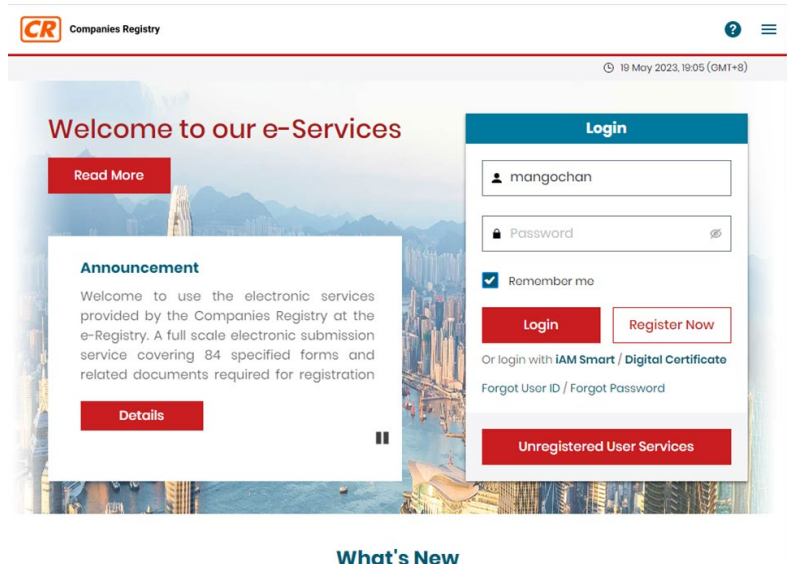 CR Companies Registry
?
19 May 2023, 19:05 (GMT+8)
Welcome to our e-Services
Read More
Announcement
Welcome to use the electronic services
provided by the Companies Registry at the
e-Registry. A full scale electronic submission
service covering 84 specified forms and
related documents required for registration
Details
Login
mangochan
Password
Remember me
Login
Register Now
Or login with iAM Smart / Digital Certificate
Forgot User ID / Forgot Password
Unregistered User Services
What's New